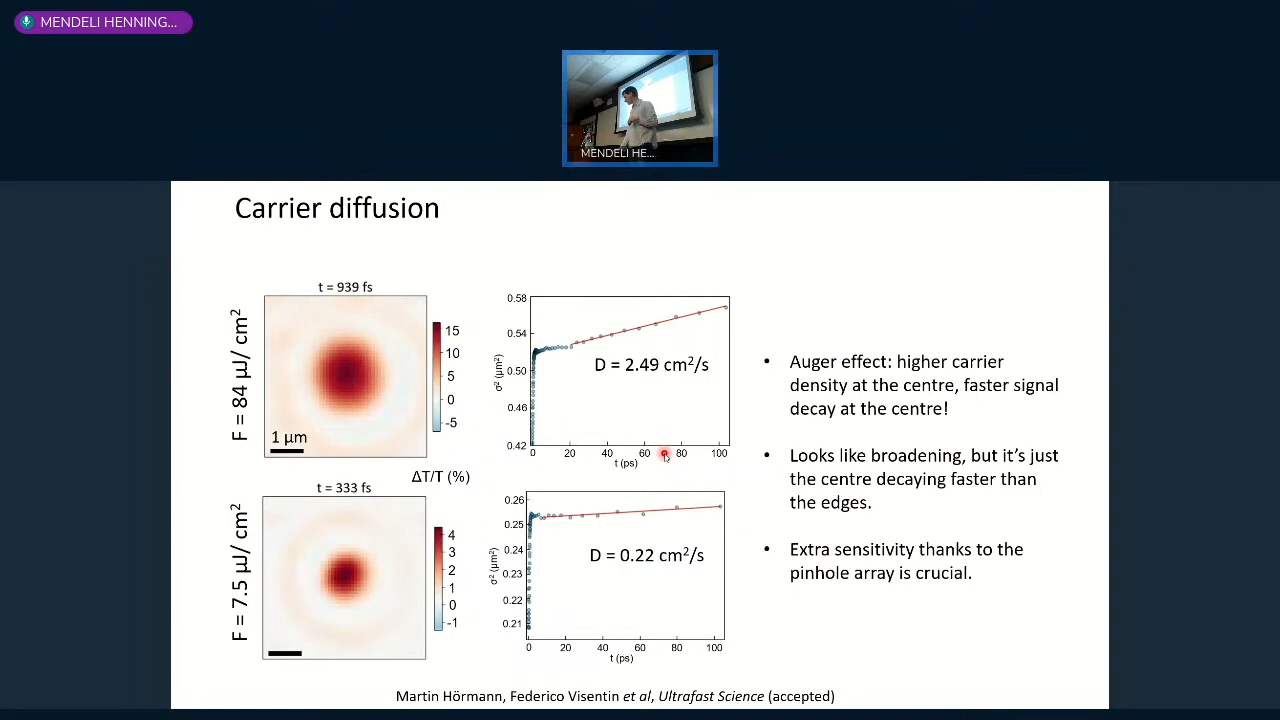 MENDELI HENNING...
MENDELI HE...
Carrier diffusion
t = 939 fs
F = 84 μJ/ cm²
1 μm
15
10
5
0
-5
ΔT/T (%)
0.58
0.54
0.50
0.46
0.42
σ² (μm²)
D = 2.49 cm²/s
0 20 40 60 80 100
t (ps)
t = 333 fs
F = 7.5 μJ/ cm²
4
3
2
1
0
-1
0.26
0.25
0.24
0.23
0.22
0.21
σ² (μm²)
D = 0.22 cm²/s
0 20 40 60 80 100
t (ps)
• Auger effect: higher carrier
density at the centre, faster signal
decay at the centre!
• Looks like broadening, but it's just
the centre decaying faster than
the edges.
• Extra sensitivity thanks to the
pinhole array is crucial.
Martin Hörmann, Federico Visentin et al, Ultrafast Science (accepted)